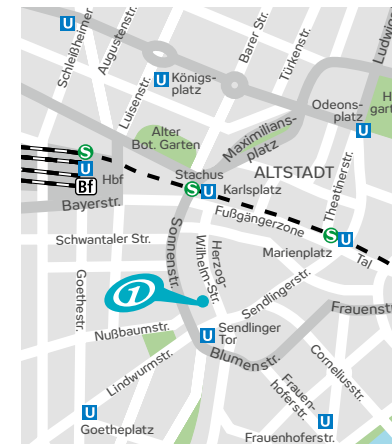 U
Schleißheimer
Augustenstr.
Luisenstr.
Barer Str.
Türkenstr.
Ludwig
U Königs-
platz
Odeons-
platz
U
H
gart
Alter
Bot. Garten
Maximilians-
platz
S
U
Bf
Hbf
Stachus
S U Karlsplatz
ALTSTADT
Theatinerstr.
Bayerstr.
Fußgängerzone
Schwantaler Str.
Sonnenstr.
Herzog-
Wilhelm-Str.
S U
Marienplatz
Tal
Goethestr.
i
Sendlingerstr.
Frauenst
Nußbaumstr.
U Sendlinger
Tor
Blumenstr.
Lindwurmstr.
Corneliusstr.
Frauen-
hoferstr.
U
Goetheplatz
U
Frauenhoferstr.